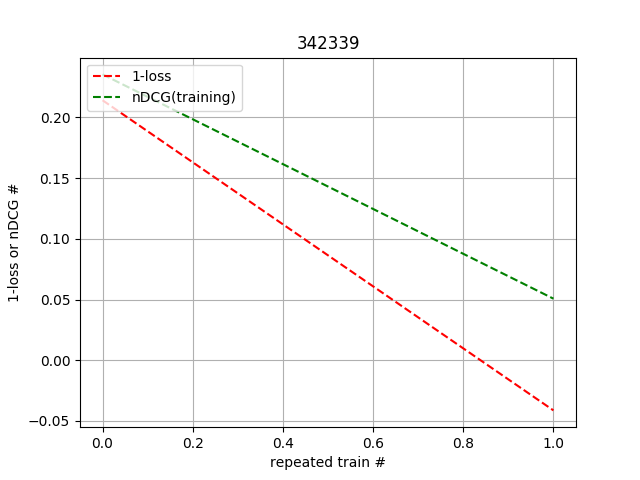 342339
1-loss
nDCG(training)
1-loss or nDCG #
0.20
0.15
0.10
0.05
0.00
−0.05
0.0 0.2 0.4 0.6 0.8 1.0
repeated train #